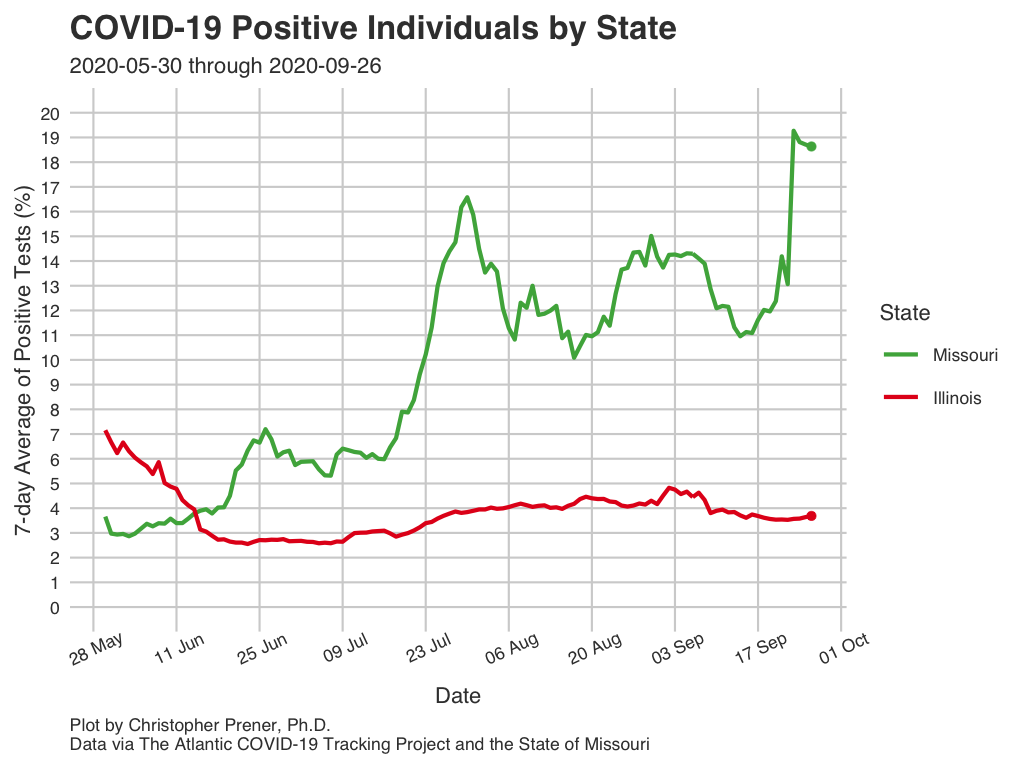 COVID-19 Positive Individuals by State
2020-05-30 through 2020-09-26
7-day Average of Positive Tests (%)
20
19
18
17
16
15
14
13
12
11
10
9
8
7
6
5
4
3
2
1
0
28 May
11 Jun
25 Jun
09 Jul
23 Jul
06 Aug
20 Aug
03 Sep
17 Sep
01 Oct
Date
State
Missouri
Illinois
Plot by Christopher Prener, Ph.D.
Data via The Atlantic COVID-19 Tracking Project and the State of Missouri